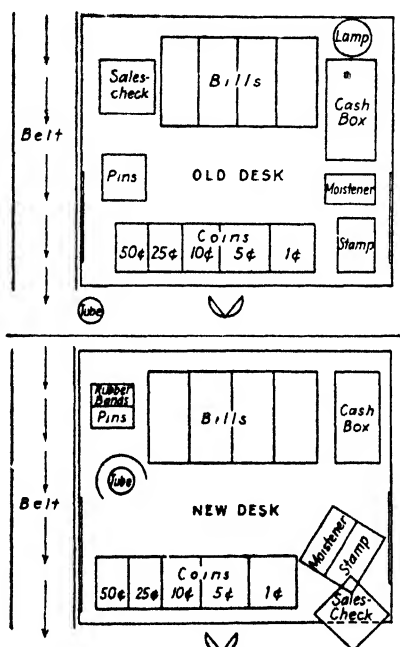 Lamp
Sales-
check
Bills
Cash
Box
Belt
Pins
OLD DESK
Moistener
Coins
50¢ 25¢ 10¢ 5¢ 1¢
Stamp
Tube
Rubber
Bands
Pins
Bills
Cash
Box
Tube
Belt
NEW DESK
Moistener
Stamp
Coins
50¢ 25¢ 10¢ 5¢ 1¢
Sales-
Check